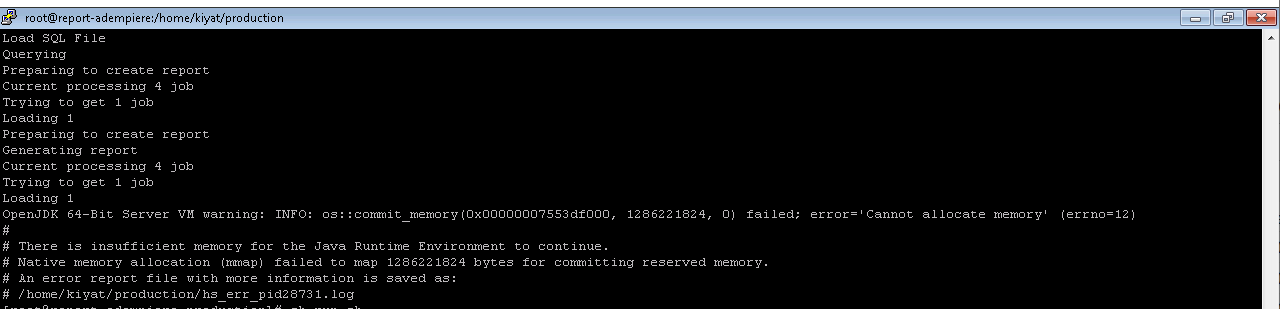 root@report-adempiere:/home/kiyat/production
Load SQL File
Querying
Preparing to create report
Current processing 4 job
Trying to get 1 job
Loading 1
Preparing to create report
Generating report
Current processing 4 job
Trying to get 1 job
Loading 1
OpenJDK 64-Bit Server VM warning: INFO: os::commit_memory(0x00000007553df000, 1286221824, 0) failed; error='Cannot allocate memory' (errno=12)
#
# There is insufficient memory for the Java Runtime Environment to continue.
# Native memory allocation (mmap) failed to map 1286221824 bytes for committing reserved memory.
# An error report file with more information is saved as:
# /home/kiyat/production/hs_err_pid28731.log